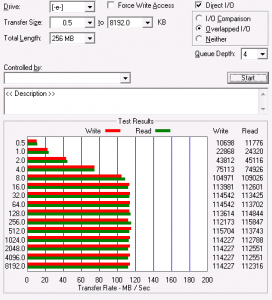 Drive: [-e-] Force Write Access Direct I/O
Transfer Size: 0.5 to 8192.0 KB I/O Comparison
Overlapped I/O
Total Length: 256 MB Neither
Queue Depth: 4
Controlled by:
Start
<< Description >>
Test Results
Write Read Write Read
0.5 10698 11776
1.0 22868 24320
2.0 43812 45116
4.0 75113 74926
8.0 104971 109026
16.0 113981 112601
32.0 114542 113425
64.0 114542 113702
128.0 113614 114844
256.0 112173 115847
512.0 115704 113743
1024.0 114227 112788
2048.0 114227 112551
4096.0 114227 112551
8192.0 114227 112316
0 20 40 60 80 100 120 140 160 180 200
Transfer Rate - MB / Sec